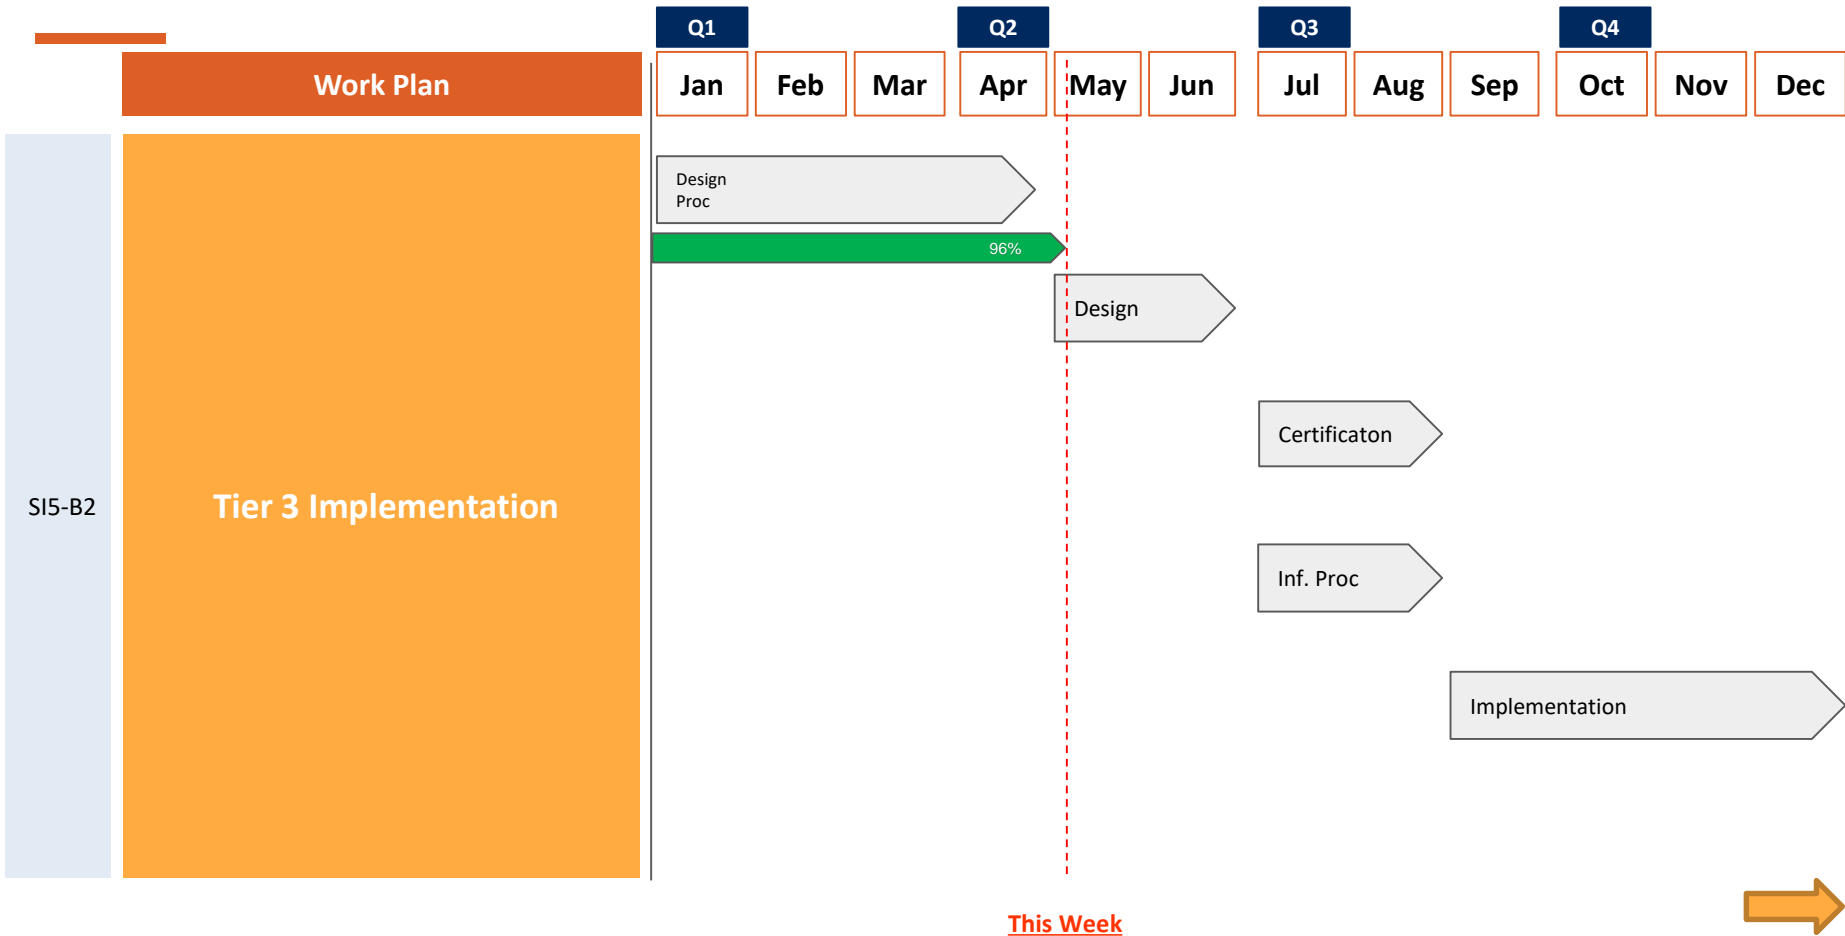 Q1 Q2 Q3 Q4
Work Plan Jan Feb Mar Apr May Jun Jul Aug Sep Oct Nov Dec
Design
Proc
96%
Design
Certificaton
SI5-B2
Tier 3 Implementation
Inf. Proc
Implementation
This Week